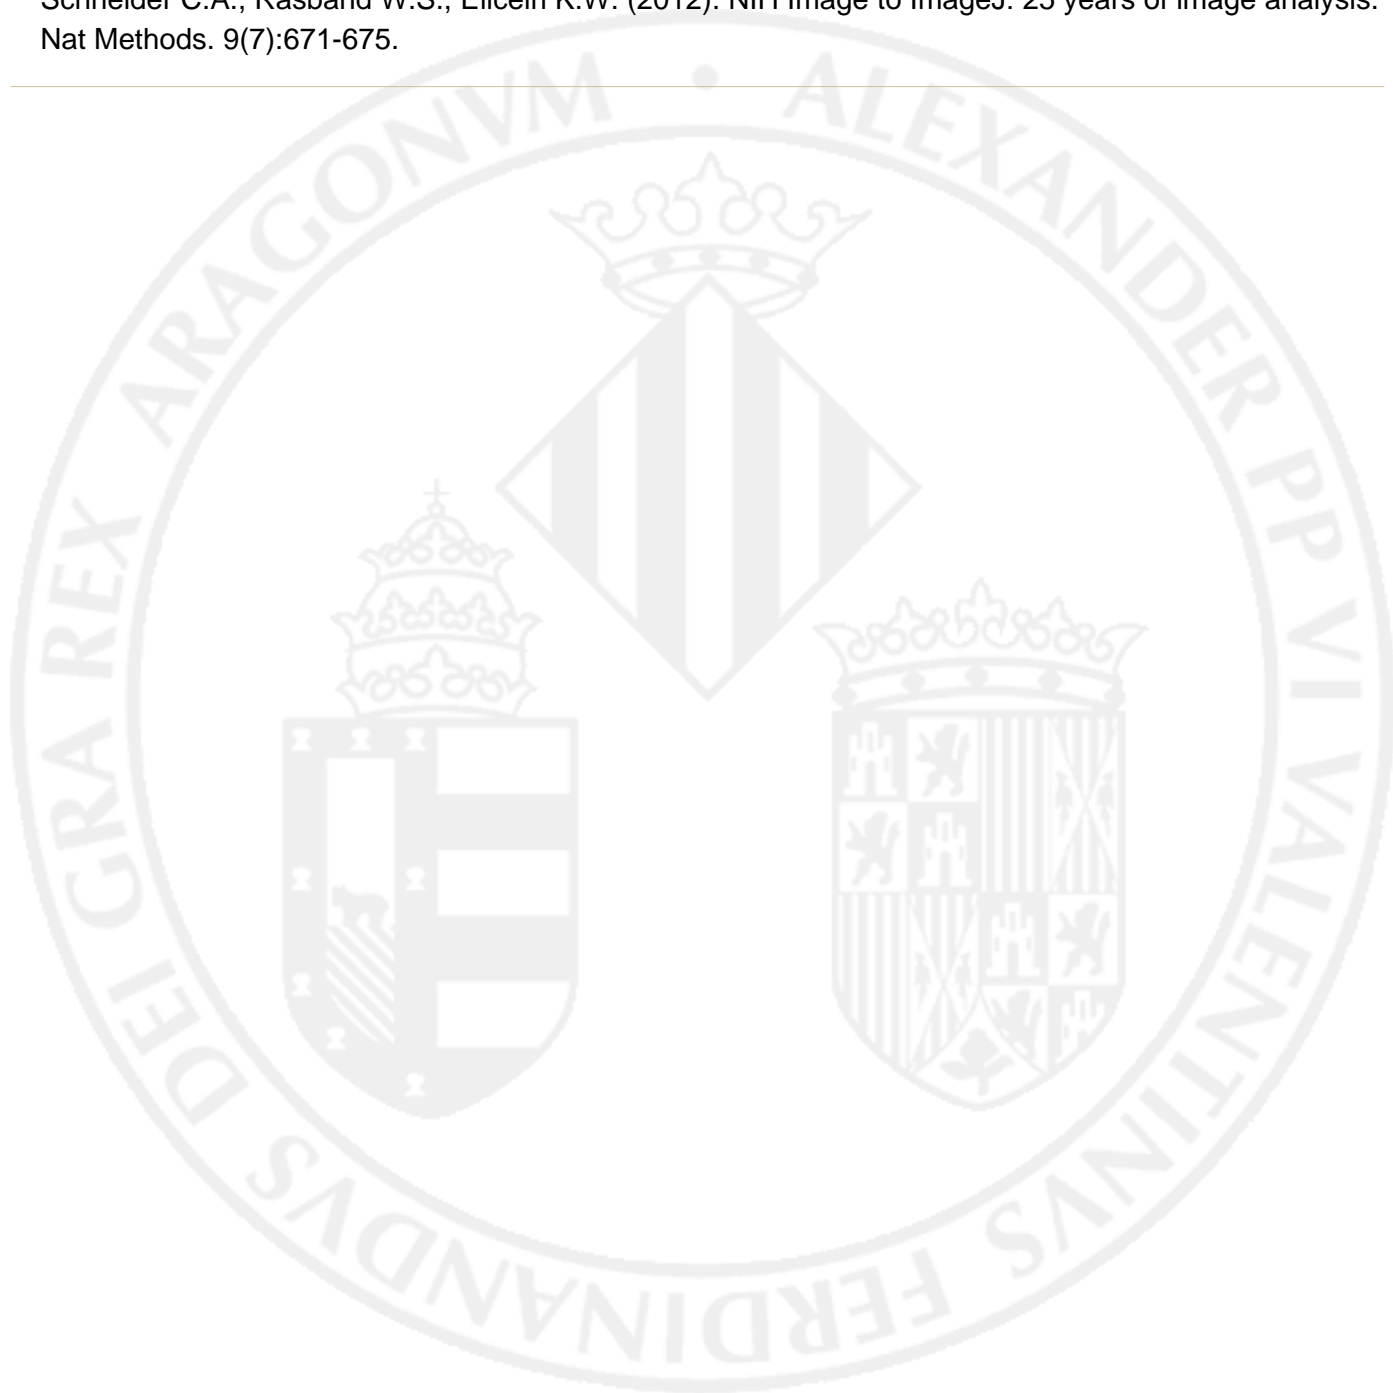 Schneider C.A., Rasband W.S., Eliceiri K.W. (2012). NIH Image to ImageJ: 25 years of image analysis.
Nat Methods. 9(7):671-675.
ALEXANDER PP VI VALENTINVS FERDINANDVS DEI GRA REX ARAGONVM